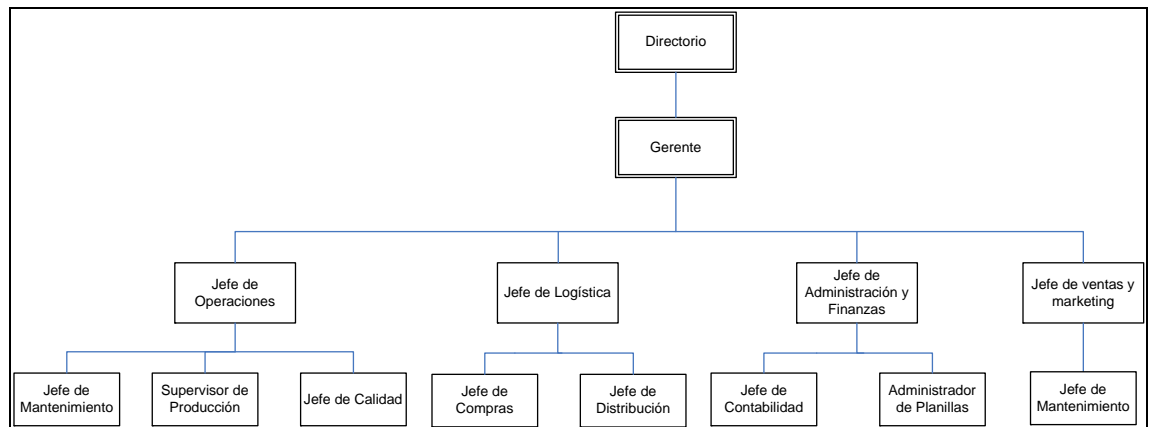 Directorio
Gerente
Jefe de
Operaciones
Jefe de Logística
Jefe de
Administración y
Finanzas
Jefe de ventas y
marketing
Jefe de
Mantenimiento
Supervisor de
Producción
Jefe de Calidad
Jefe de
Compras
Jefe de
Distribución
Jefe de
Contabilidad
Administrador
de Planillas
Jefe de
Mantenimiento